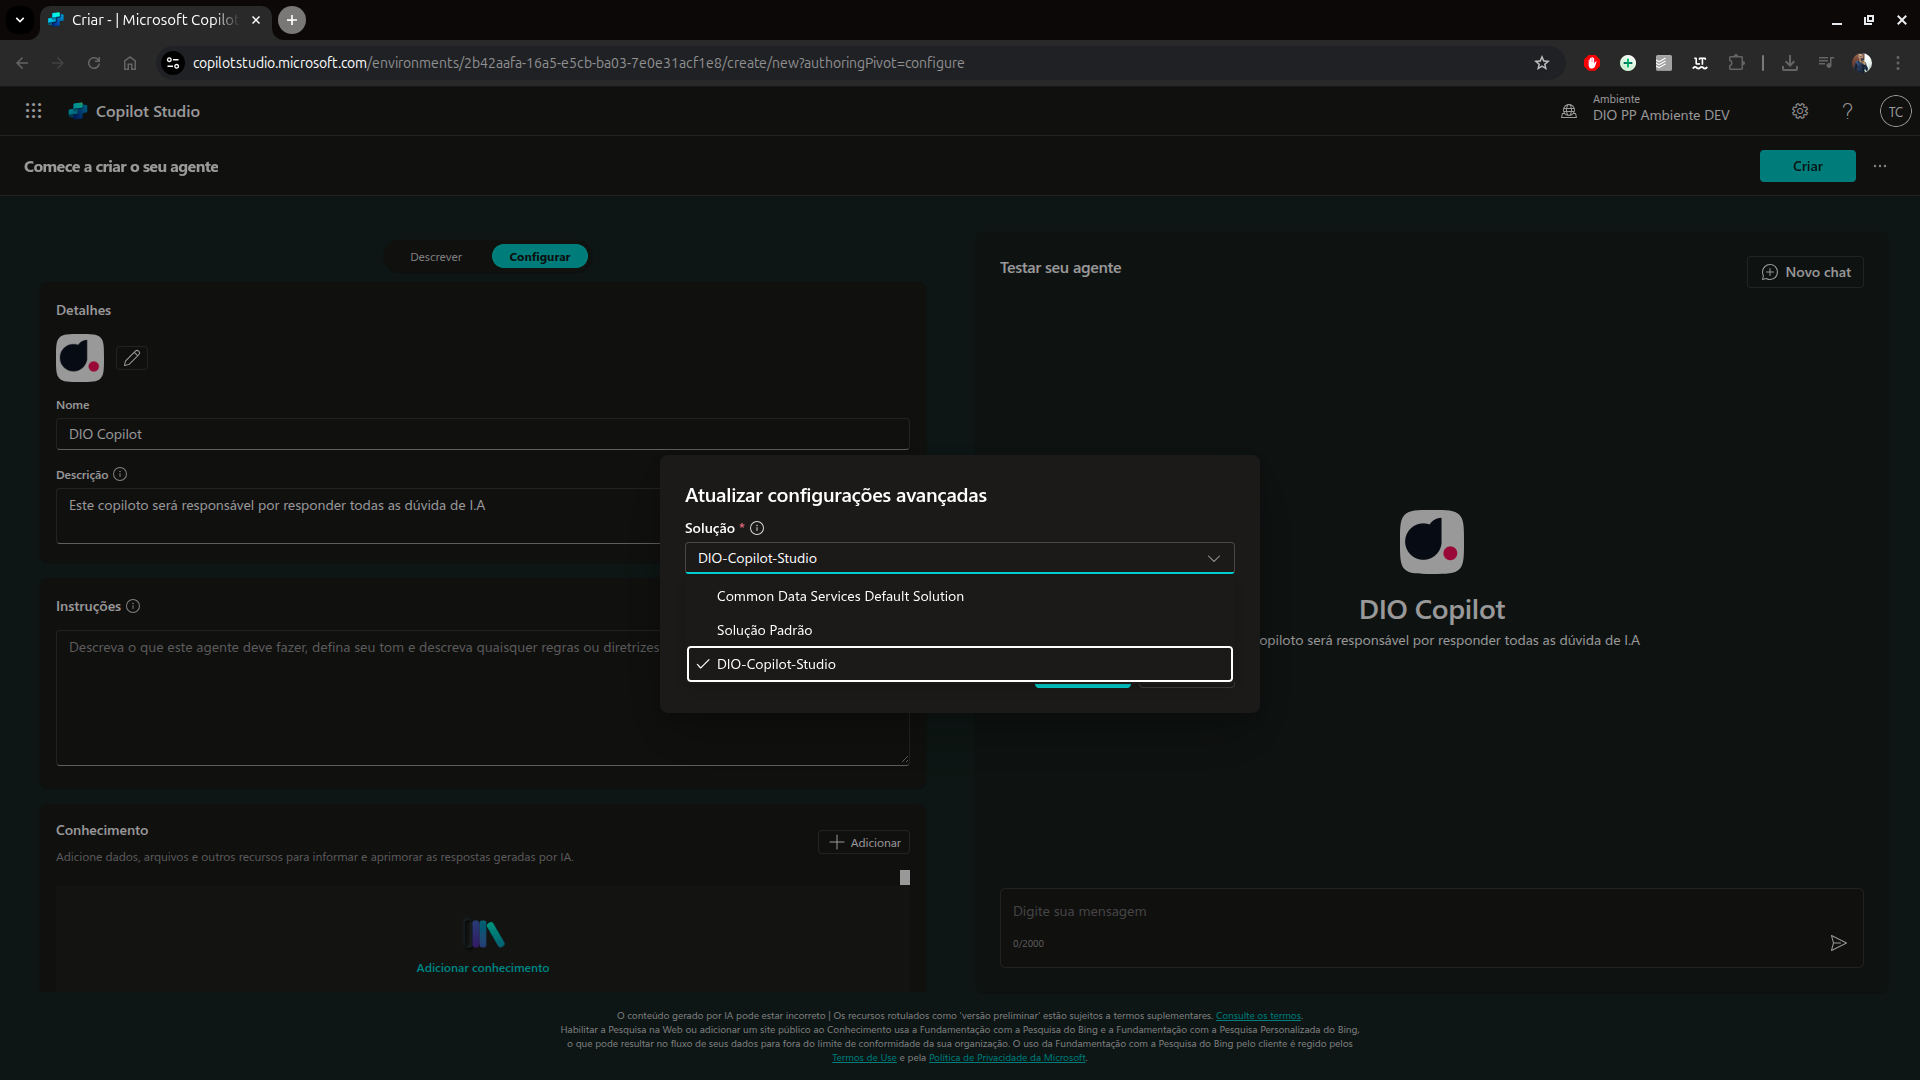 Criar - | Microsoft Copilot
copilotstudio.microsoft.com/environments/2b42aafa-16a5-e5cb-ba03-7e0e31acf1e8/create/new?authoringPivot=configure
Copilot Studio
Ambiente
DIO PP Ambiente DEV
TC
Comece a criar o seu agente
Criar
Descrever
Configurar
Detalhes
Nome
DIO Copilot
Descrição
Este copiloto será responsável por responder todas as dúvida de I.A
Instruções
Descreva o que este agente deve fazer, defina seu tom e descreva quaisquer regras ou diretrizes
Conhecimento
Adicionar
Adicione dados, arquivos e outros recursos para informar e aprimorar as respostas geradas por IA.
Adicionar conhecimento
Atualizar configurações avançadas
Solução *
DIO-Copilot-Studio
Common Data Services Default Solution
Solução Padrão
DIO-Copilot-Studio
Testar seu agente
Novo chat
DIO Copilot
opiloto será responsável por responder todas as dúvida de I.A
Digite sua mensagem
0/2000
O conteúdo gerado por IA pode estar incorreto | Os recursos rotulados como 'versão preliminar' estão sujeitos a termos suplementares. Consulte os termos.
Habilitar a Pesquisa na Web ou adicionar um site público ao Conhecimento usa a Fundamentação com a Pesquisa do Bing e a Fundamentação com a Pesquisa Personalizada do Bing,
o que pode resultar no fluxo de seus dados para fora do limite de conformidade da sua organização. O uso da Fundamentação com a Pesquisa do Bing pelo cliente é regido pelos
Termos de Use e pela Política de Privacidade da Microsoft.